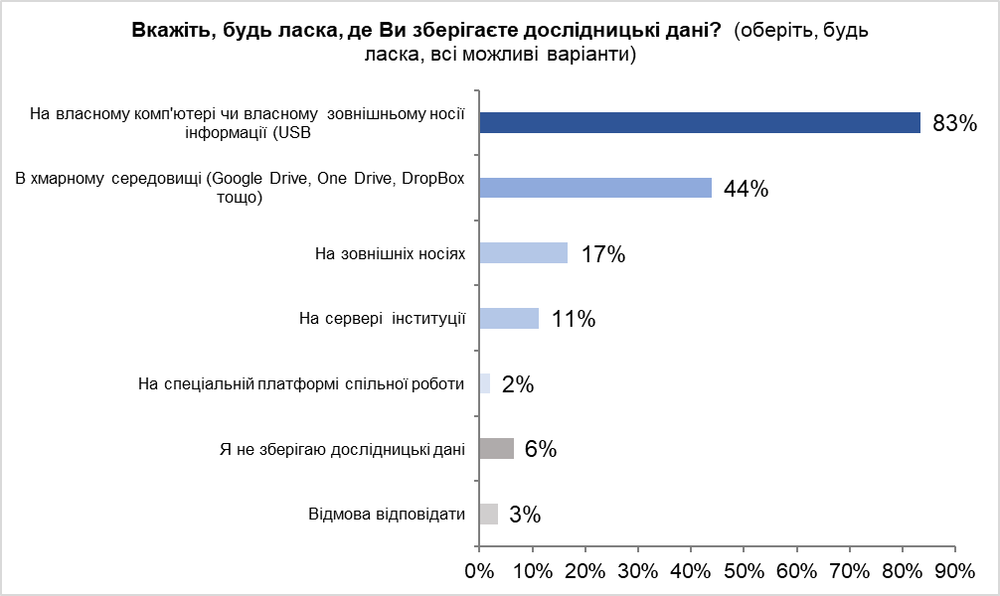 Вкажіть, будь ласка, де Ви зберігаєте дослідницькі дані? (оберіть, будь
ласка, всі можливі варіанти)
На власному комп'ютері чи власному зовнішньому носії
інформації (USB
83%
В хмарному середовищі (Google Drive, One Drive, DropBox
тощо)
44%
На зовнішніх носіях
17%
На сервері інституції
11%
На спеціальній платформі спільної роботи
2%
Я не зберігаю дослідницькі дані
6%
Відмова відповідати
3%
0% 10% 20% 30% 40% 50% 60% 70% 80% 90%